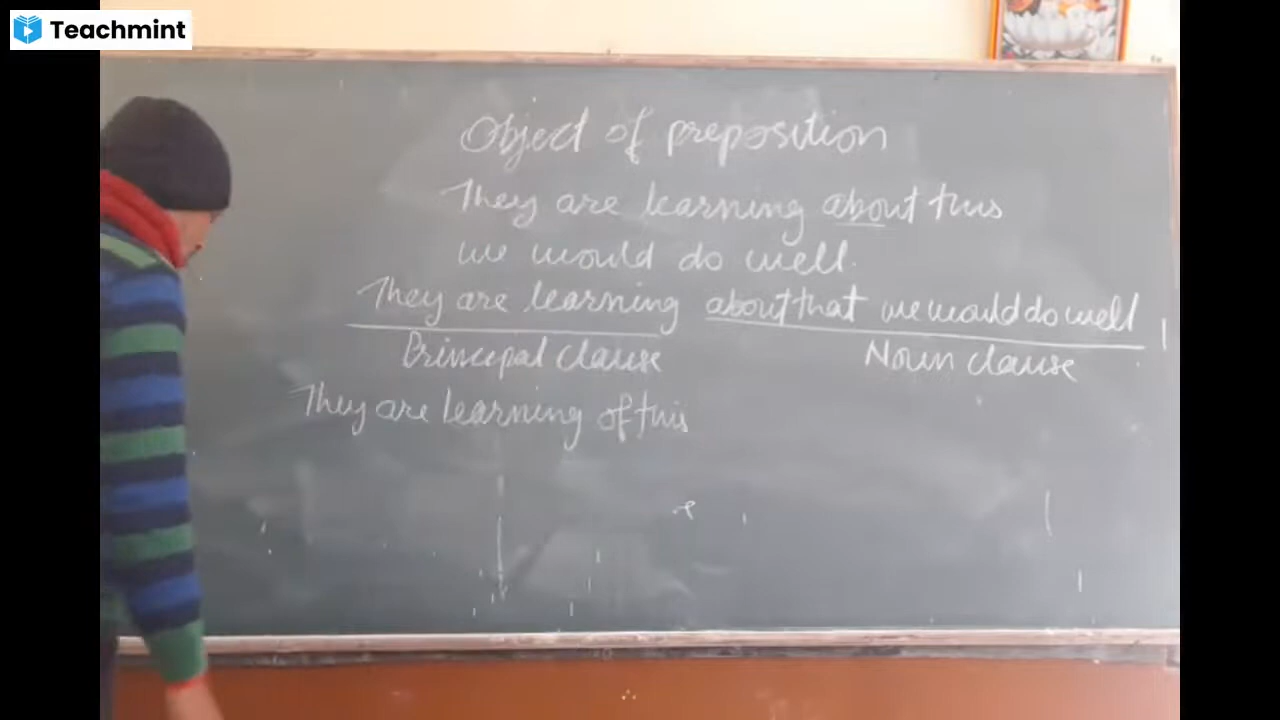 Teachmint
Object of preposition
They are learning about this
we would do well.
They are learning about that we would do well
Principal clause Noun clause
They are learning of this